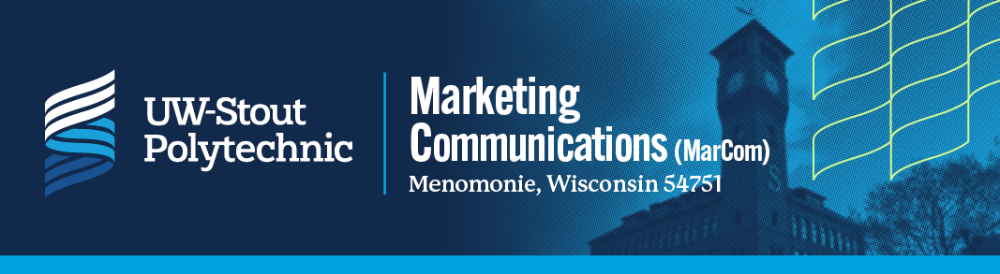 UW-Stout
Polytechnic
Marketing
Communications (MarCom)
Menomonie, Wisconsin 54751